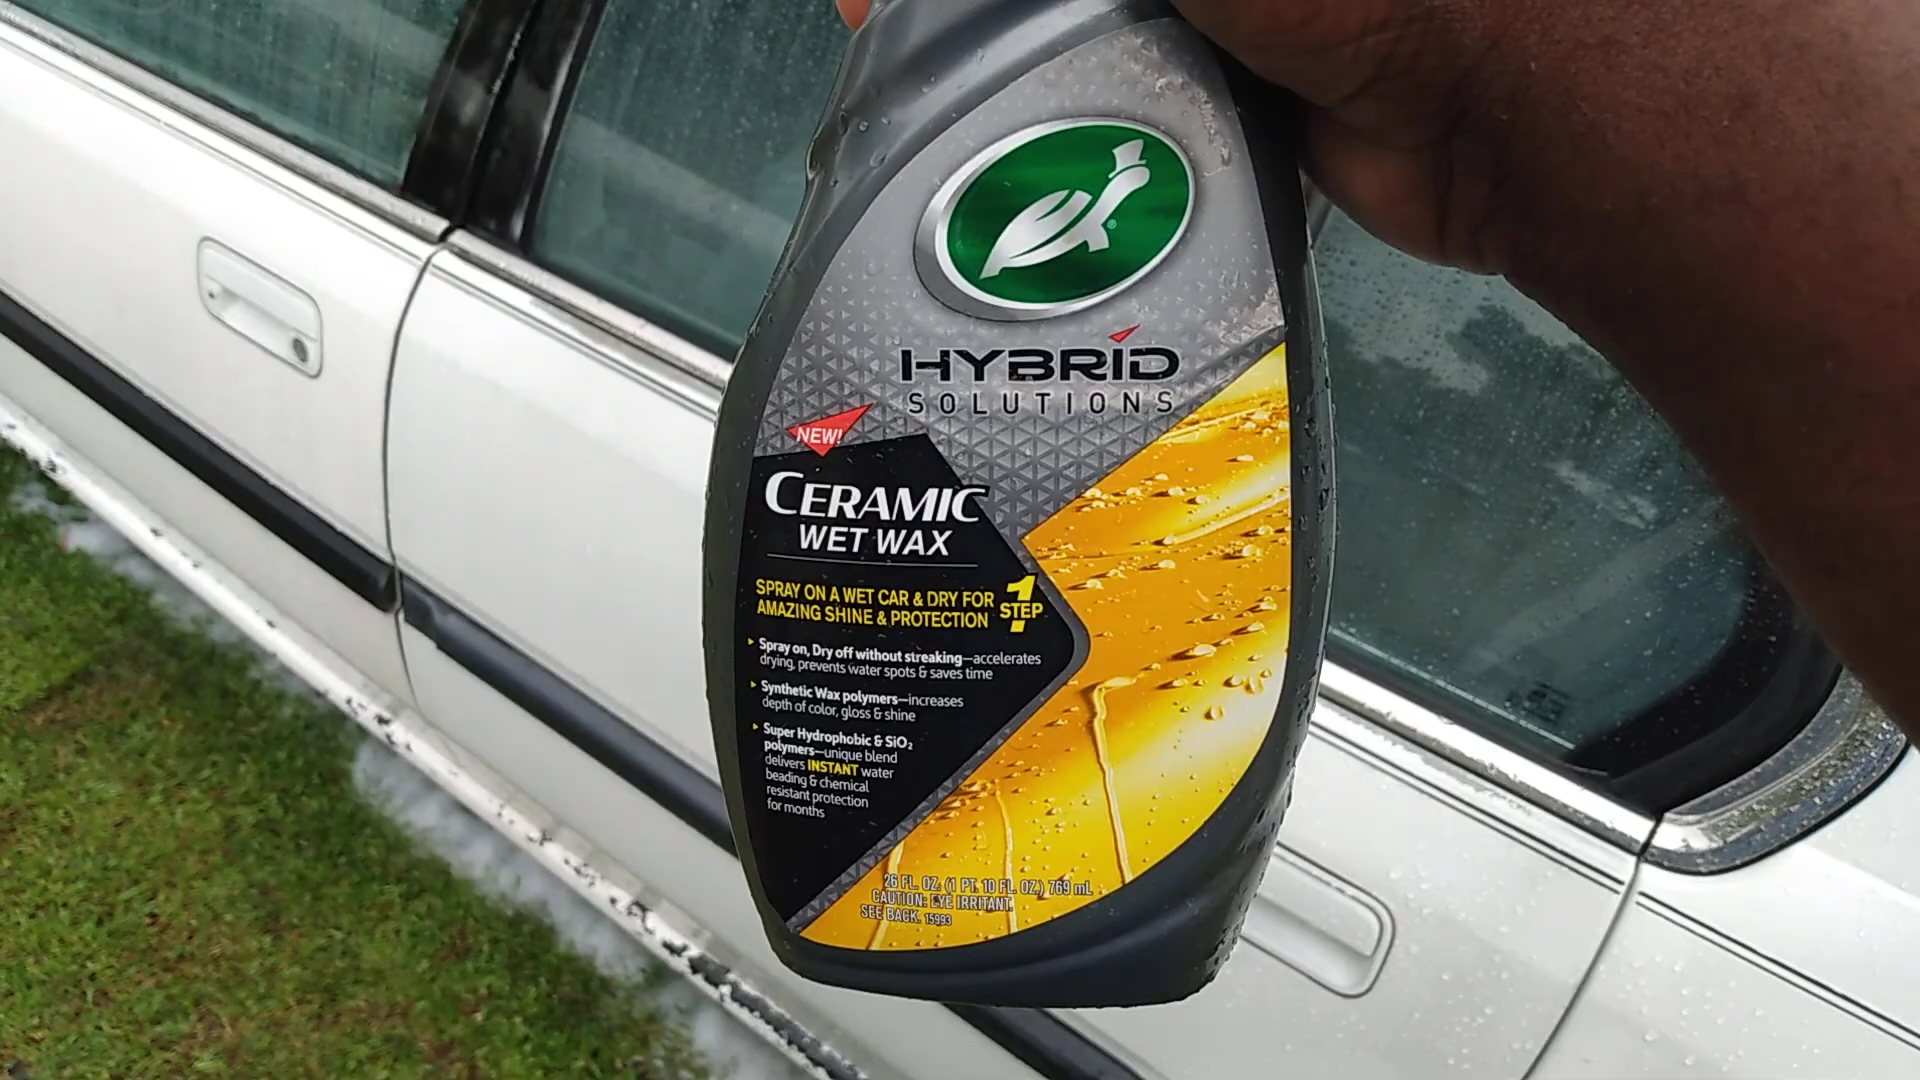 HYBRID
SOLUTIONS
NEW!
CERAMIC
WET WAX
SPRAY ON A WET CAR & DRY FOR
AMAZING SHINE & PROTECTION
1
STEP
Spray on, Dry off without streaking—accelerates
drying, prevents water spots & saves time
Synthetic Wax polymers—increases
depth of color, gloss & shine
Super Hydrophobic & SiO₂
polymers—unique blend
delivers INSTANT water
beading & chemical
resistant protection
for months
26 FL. OZ. (1 PT. 10 FL. OZ.) 769 mL
CAUTION: EYE IRRITANT.
SEE BACK. 15993